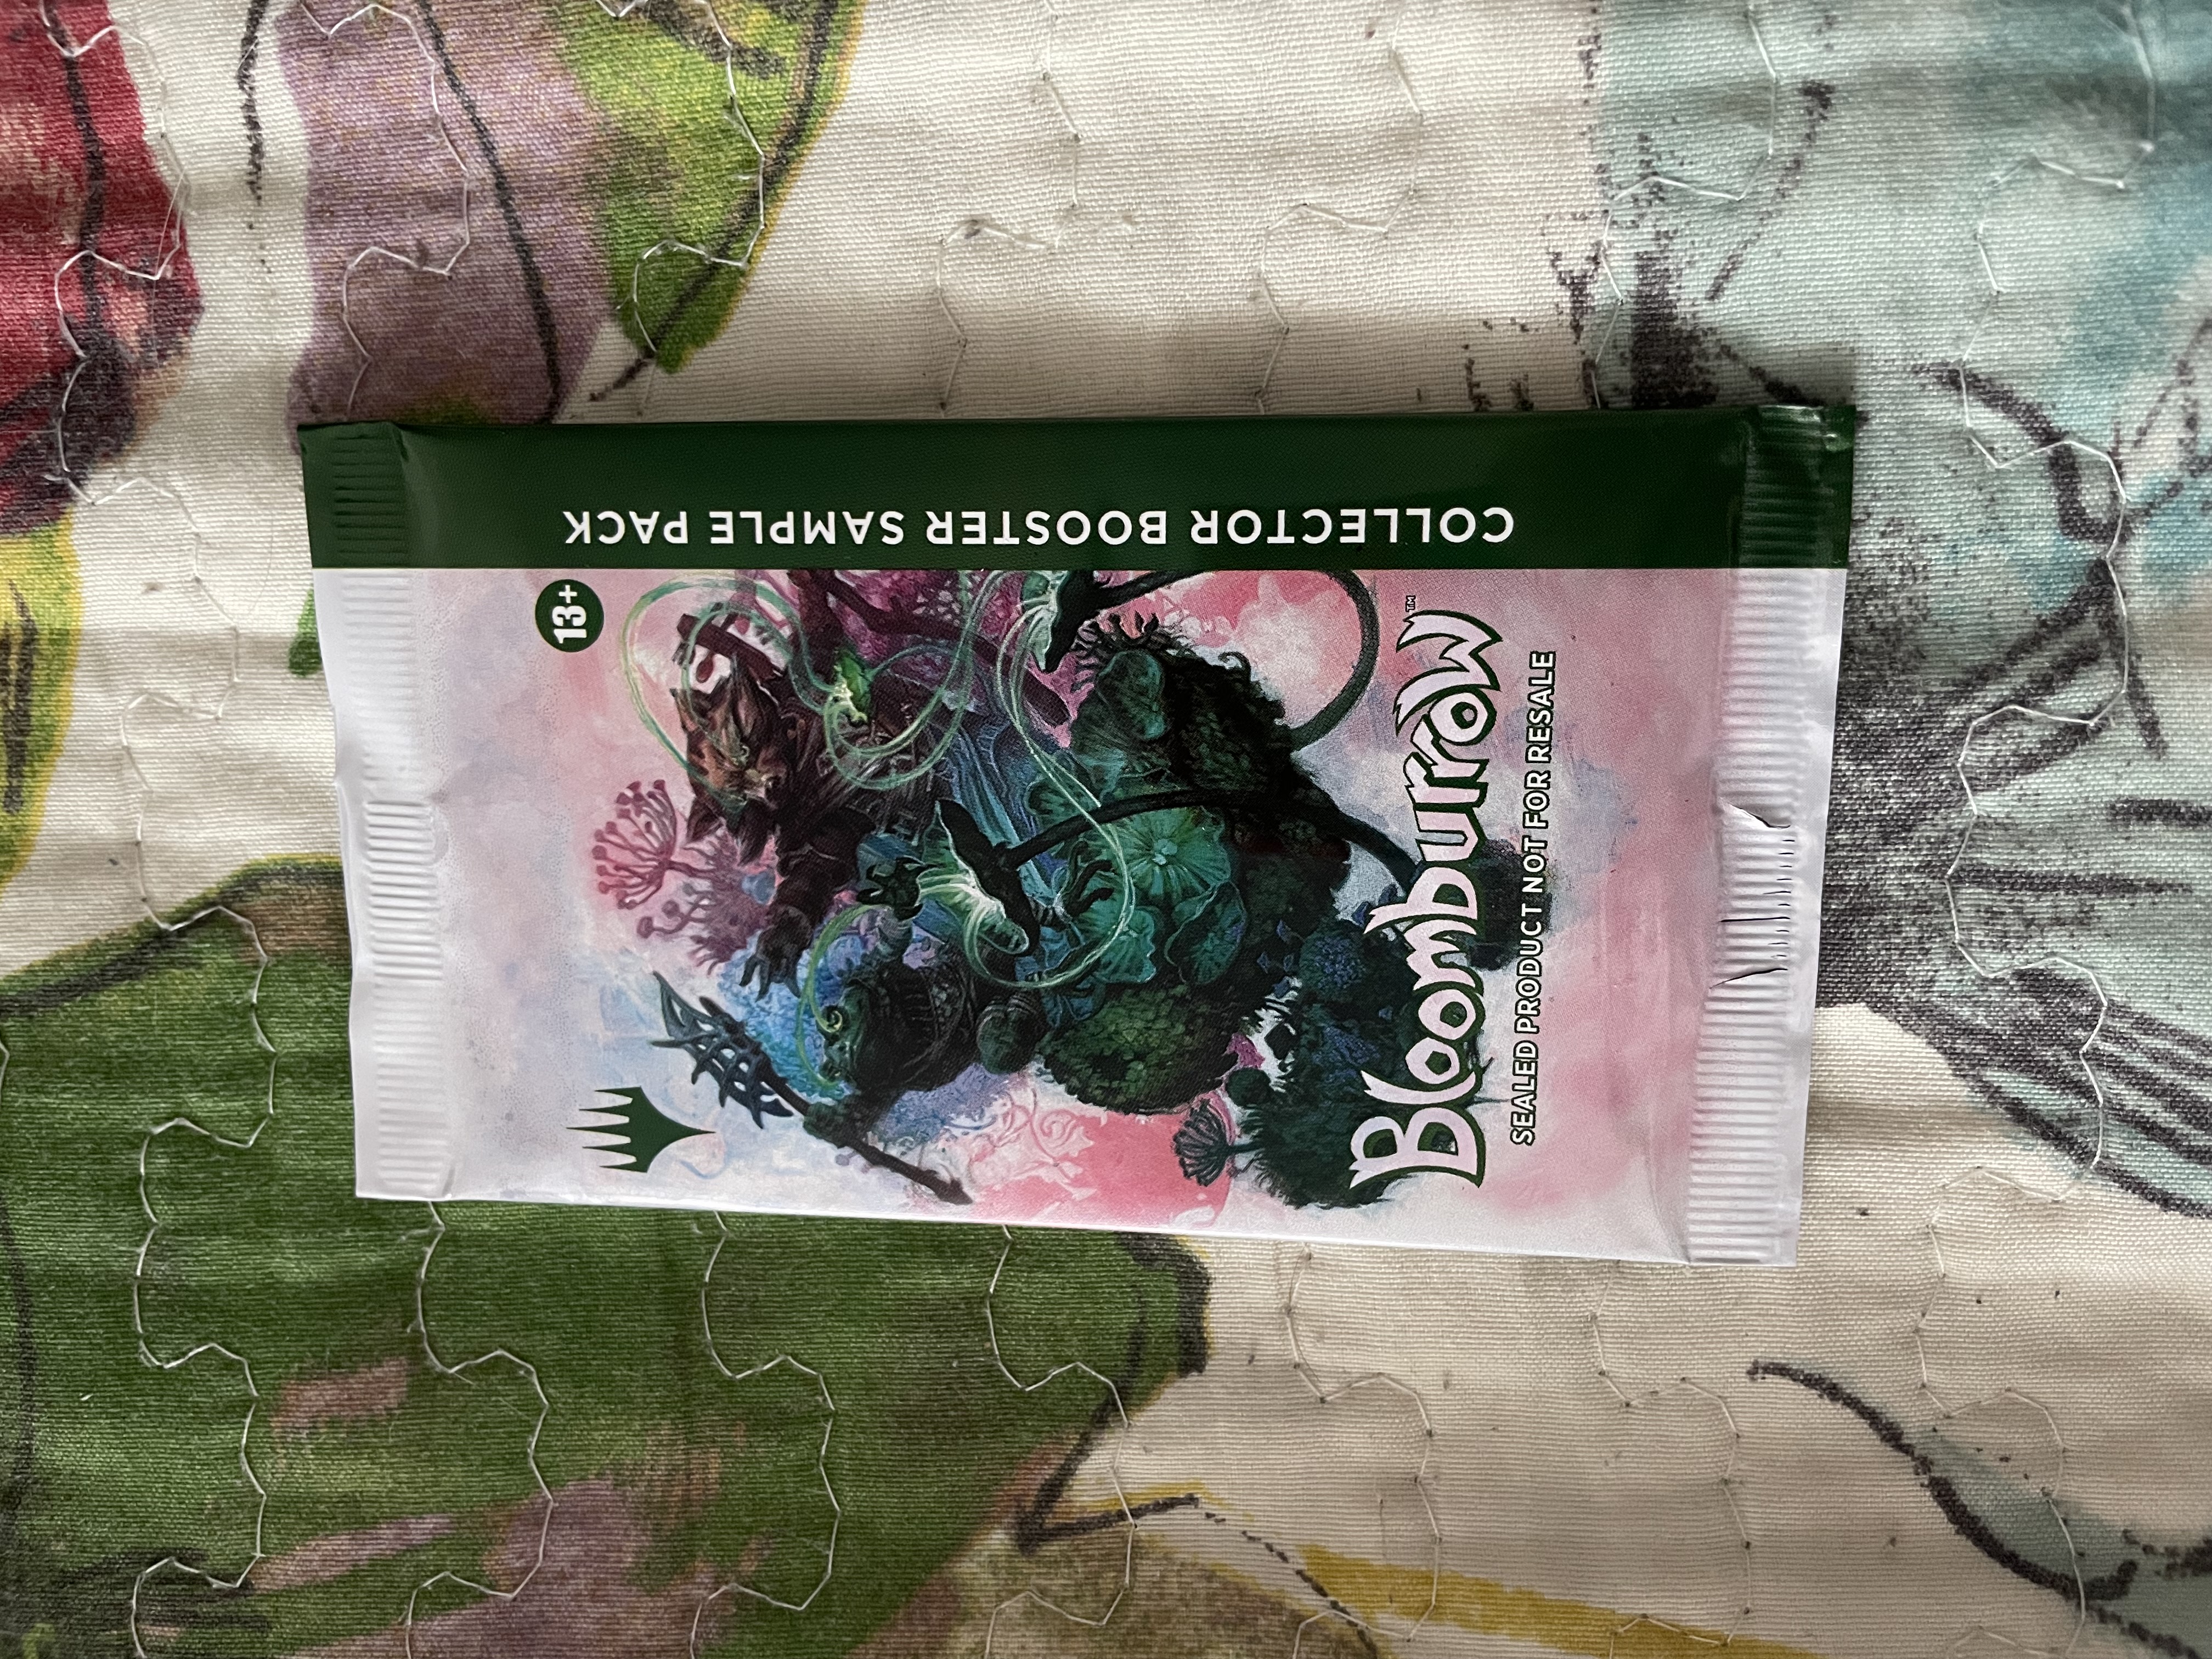 COLLECTOR BOOSTER SAMPLE PACK
13+
Bloomburrow™
SEALED PRODUCT NOT FOR RESALE